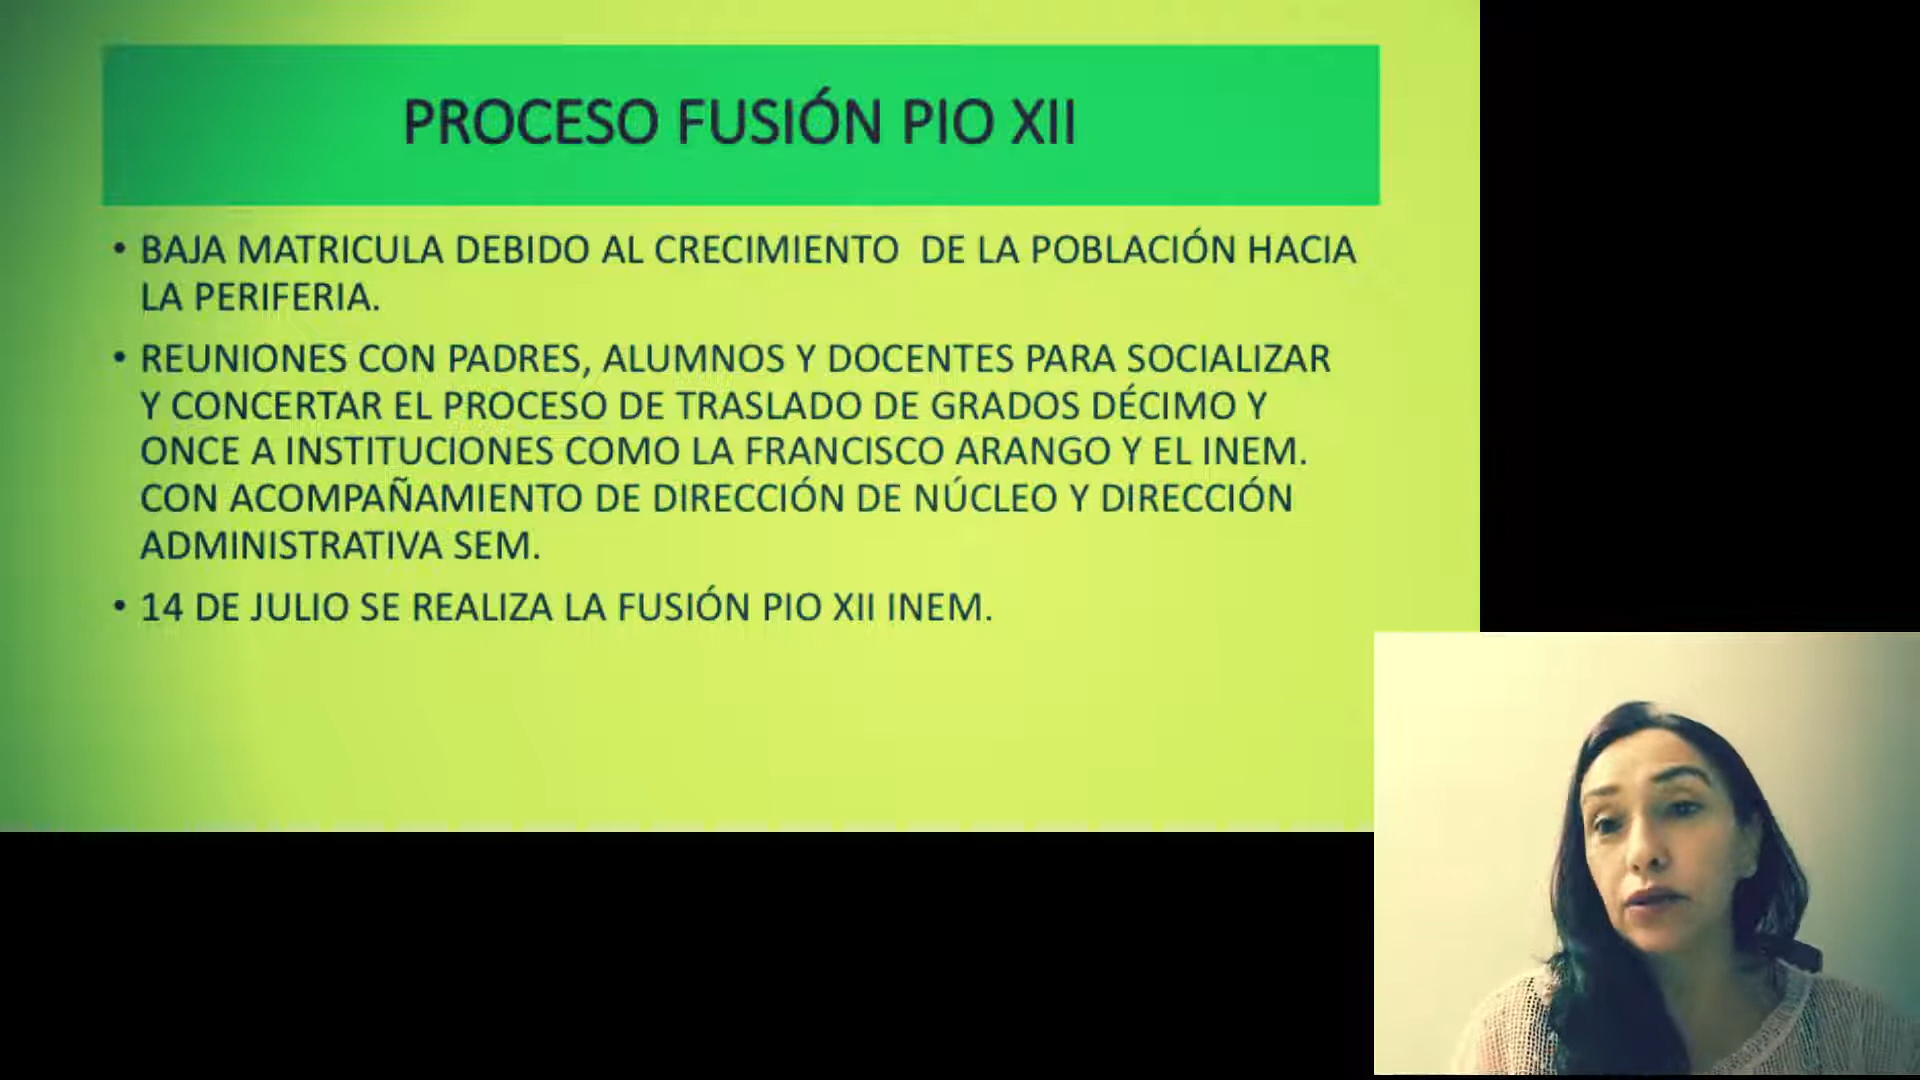 PROCESO FUSIÓN PIO XII
• BAJA MATRICULA DEBIDO AL CRECIMIENTO  DE LA POBLACIÓN HACIA
LA PERIFERIA.
• REUNIONES CON PADRES, ALUMNOS Y DOCENTES PARA SOCIALIZAR
Y CONCERTAR EL PROCESO DE TRASLADO DE GRADOS DÉCIMO Y
ONCE A INSTITUCIONES COMO LA FRANCISCO ARANGO Y EL INEM.
CON ACOMPAÑAMIENTO DE DIRECCIÓN DE NÚCLEO Y DIRECCIÓN
ADMINISTRATIVA SEM.
• 14 DE JULIO SE REALIZA LA FUSIÓN PIO XII INEM.